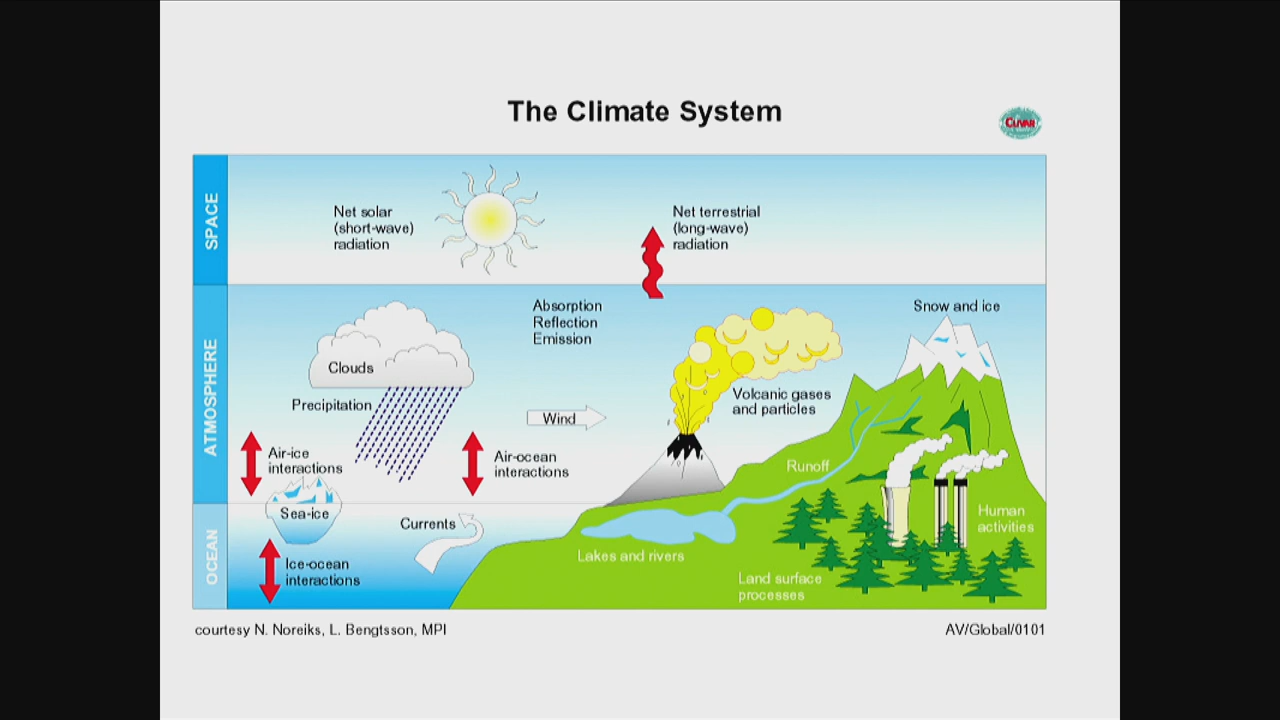 The Climate System
CLIVAR
SPACE
Net solar
(short-wave)
radiation
Net terrestrial
(long-wave)
radiation
ATMOSPHERE
Absorption
Reflection
Emission
Snow and ice
Clouds
Precipitation
Volcanic gases
and particles
Wind
Air-ice
interactions
Air-ocean
interactions
Runoff
OCEAN
Sea-ice
Currents
Human
activities
Lakes and rivers
Ice-ocean
interactions
Land surface
processes
courtesy N. Noreiks, L. Bengtsson, MPI
AV/Global/0101